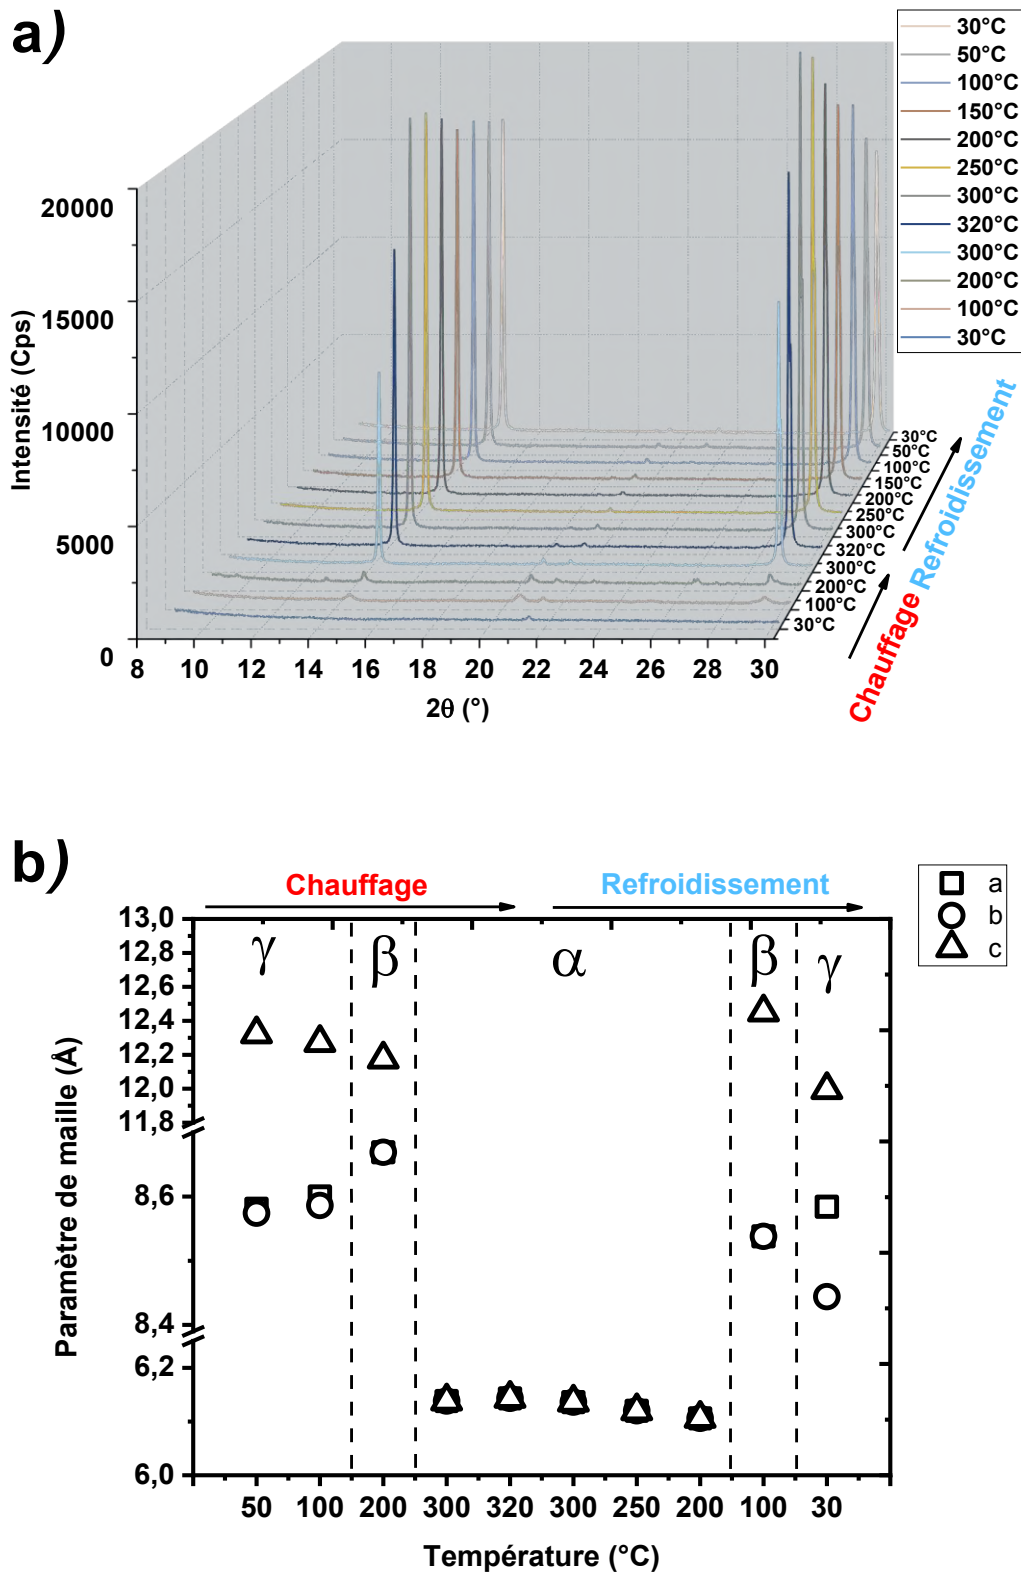 a)
30°C
50°C
100°C
150°C
200°C
250°C
300°C
320°C
300°C
200°C
100°C
30°C
Intensité (Cps)
20000
15000
10000
5000
0
8 10 12 14 16 18 20 22 24 26 28 30
2θ (°)
30°C
50°C
100°C
150°C
200°C
250°C
300°C
320°C
300°C
200°C
100°C
30°C
Chauffage Refroidissement
b)
Chauffage Refroidissement
a
b
c
γ β α β γ
Paramètre de maille (Å)
13,0
12,8
12,6
12,4
12,2
12,0
11,8
8,6
8,4
6,2
6,0
50 100 200 300 320 300 250 200 100 30
Température (°C)